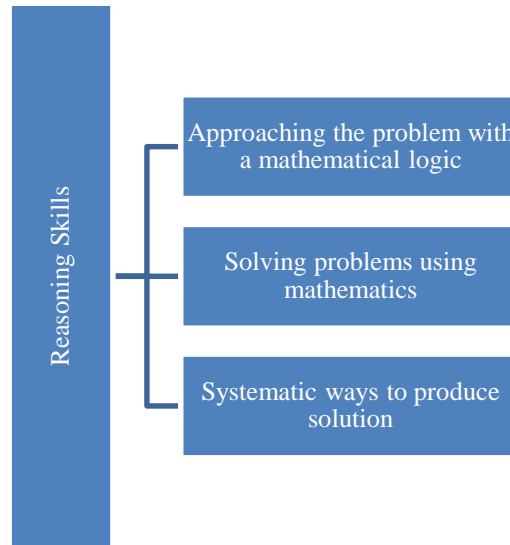 Reasoning Skills
Approaching the problem with
a mathematical logic
Solving problems using
mathematics
Systematic ways to produce
solution